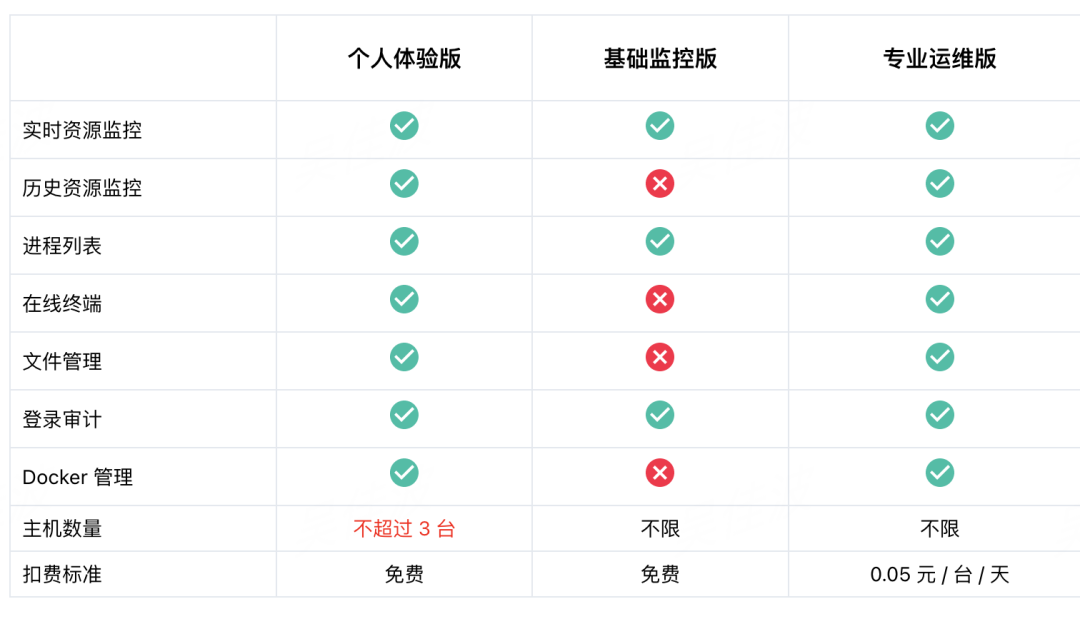 个人体验版 基础监控版 专业运维版
实时资源监控
历史资源监控
进程列表
在线终端
文件管理
登录审计
Docker 管理
主机数量 不超过 3 台 不限 不限
扣费标准 免费 免费 0.05 元 / 台 / 天